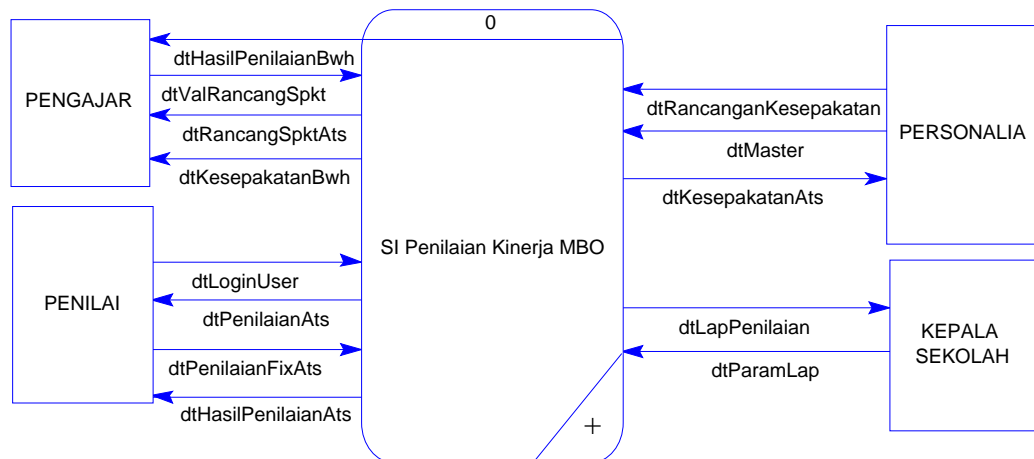 0
dtHasilPenilaianBwh
PENGAJAR
dtValRancangSpkt
dtRancangSpktAts
dtKesepakatanBwh
dtRancanganKesepakatan
PERSONALIA
dtMaster
dtKesepakatanAts
SI Penilaian Kinerja MBO
dtLoginUser
PENILAI
dtPenilaianAts
dtPenilaianFixAts
dtHasilPenilaianAts
dtLapPenilaian
KEPALA
SEKOLAH
dtParamLap
+